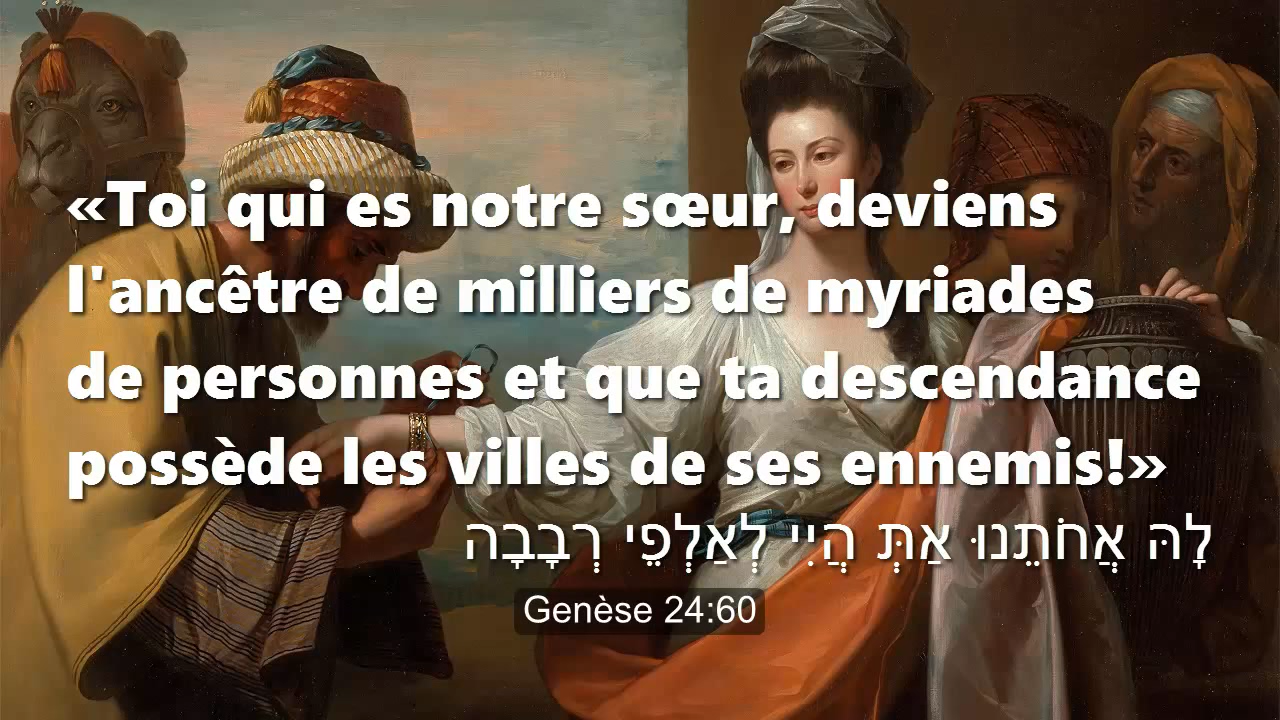 «Toi qui es notre sœur, deviens
l'ancêtre de milliers de myriades
de personnes et que ta descendance
possède les villes de ses ennemis!»
לָהּ אֲחֹתֵנוּ אַתְּ הֲיִּי לְאַלְפֵי רְבָבָה
Genèse 24:60